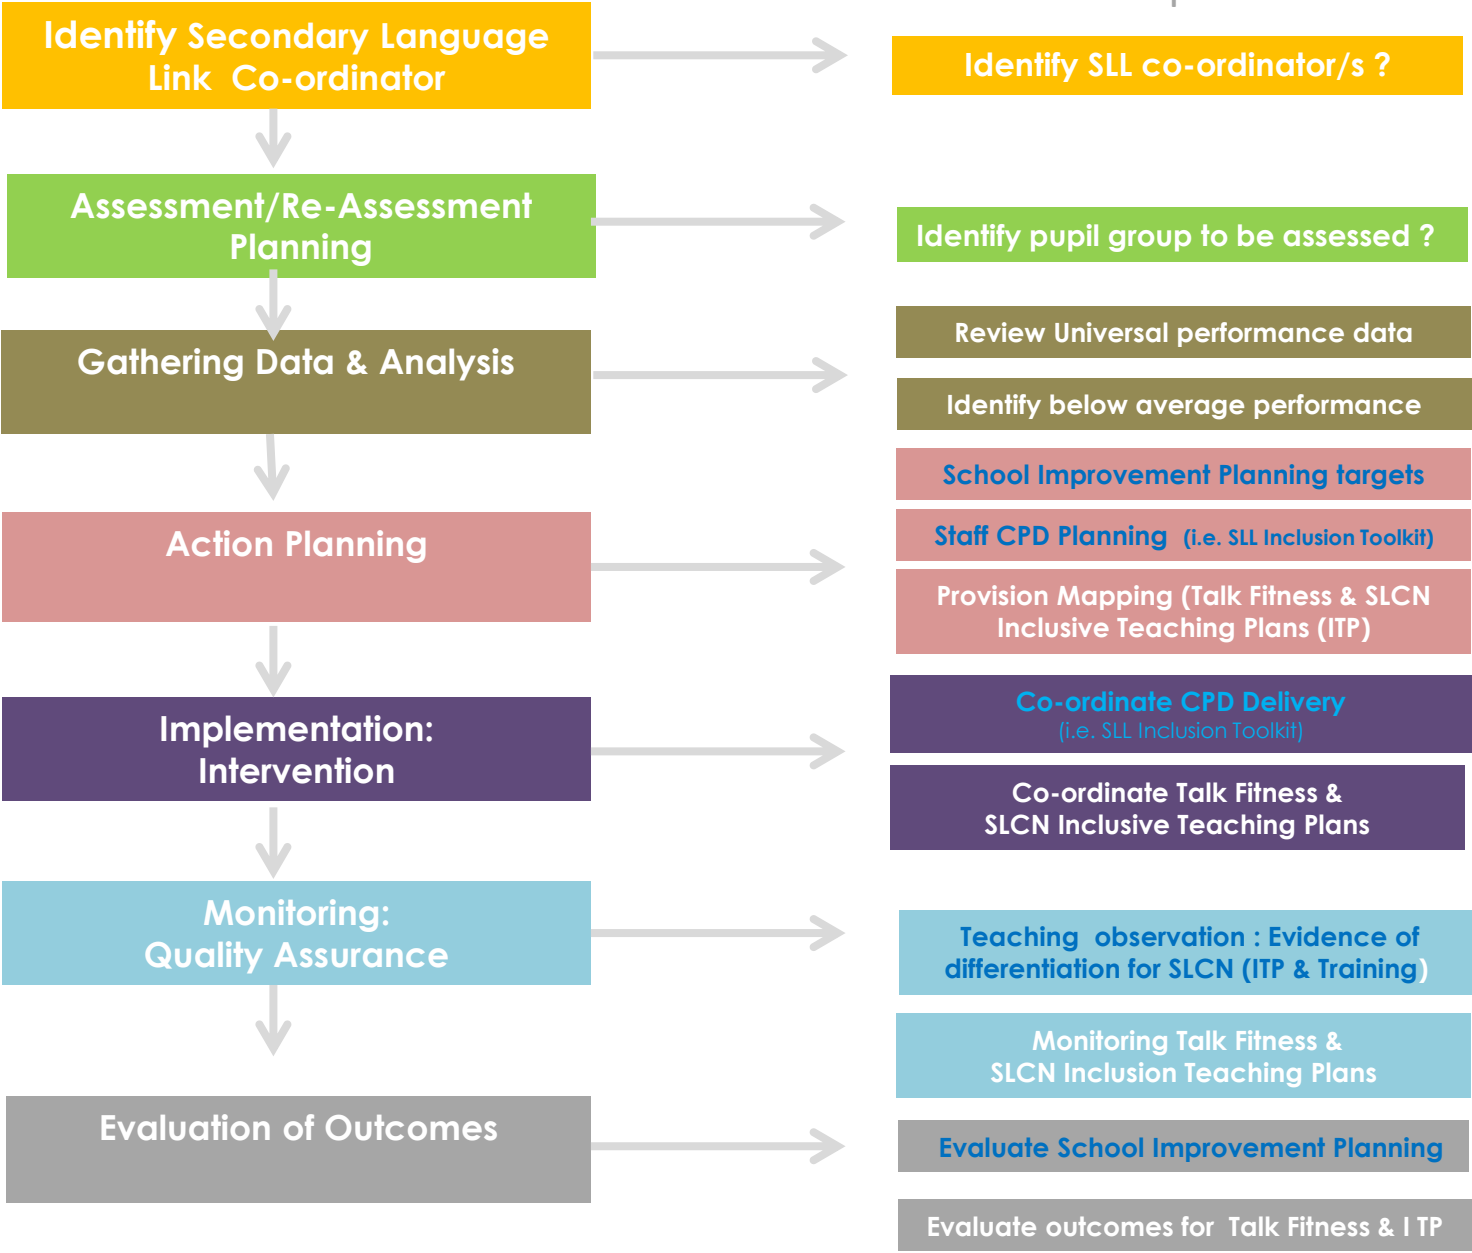 Identify Secondary Language
Link Co-ordinator
Identify SLL co-ordinator/s ?
Assessment/Re-Assessment
Planning
Identify pupil group to be assessed ?
Gathering Data & Analysis
Review Universal performance data
Identify below average performance
Action Planning
School Improvement Planning targets
Staff CPD Planning (i.e. SLL Inclusion Toolkit)
Provision Mapping (Talk Fitness & SLCN
Inclusive Teaching Plans (ITP)
Implementation:
Intervention
Co-ordinate CPD Delivery
(i.e. SLL Inclusion Toolkit)
Co-ordinate Talk Fitness &
SLCN Inclusive Teaching Plans
Monitoring:
Quality Assurance
Teaching observation : Evidence of
differentiation for SLCN (ITP & Training)
Monitoring Talk Fitness &
SLCN Inclusion Teaching Plans
Evaluation of Outcomes
Evaluate School Improvement Planning
Evaluate outcomes for Talk Fitness & I TP